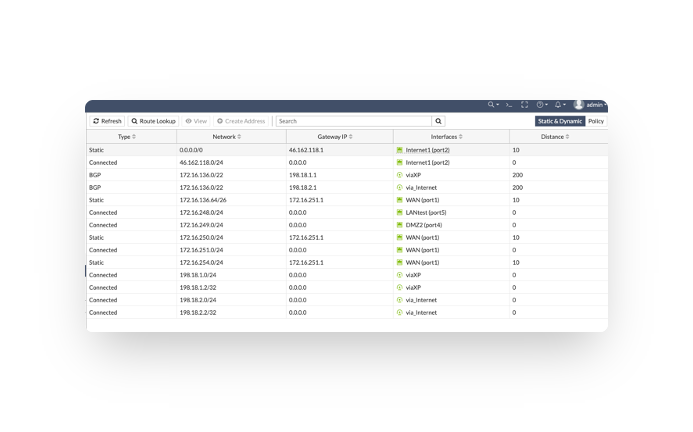 admin
Refresh Route Lookup View Create Address Search Static & Dynamic Policy
Type Network Gateway IP Interfaces Distance
Static 0.0.0.0/0 46.162.118.1 Internet1 (port2) 10
Connected 46.162.118.0/24 0.0.0.0 Internet1 (port2) 0
BGP 172.16.136.0/22 198.18.1.1 viaXP 200
BGP 172.16.136.0/22 198.18.2.1 via_Internet 200
Static 172.16.136.64/26 172.16.251.1 WAN (port1) 10
Connected 172.16.248.0/24 0.0.0.0 LANtest (port5) 0
Connected 172.16.249.0/24 0.0.0.0 DMZ2 (port4) 0
Static 172.16.250.0/24 172.16.251.1 WAN (port1) 10
Connected 172.16.251.0/24 0.0.0.0 WAN (port1) 0
Static 172.16.254.0/24 172.16.251.1 WAN (port1) 10
Connected 198.18.1.0/24 0.0.0.0 viaXP 0
Connected 198.18.1.2/32 0.0.0.0 viaXP 0
Connected 198.18.2.0/24 0.0.0.0 via_Internet 0
Connected 198.18.2.2/32 0.0.0.0 via_Internet 0